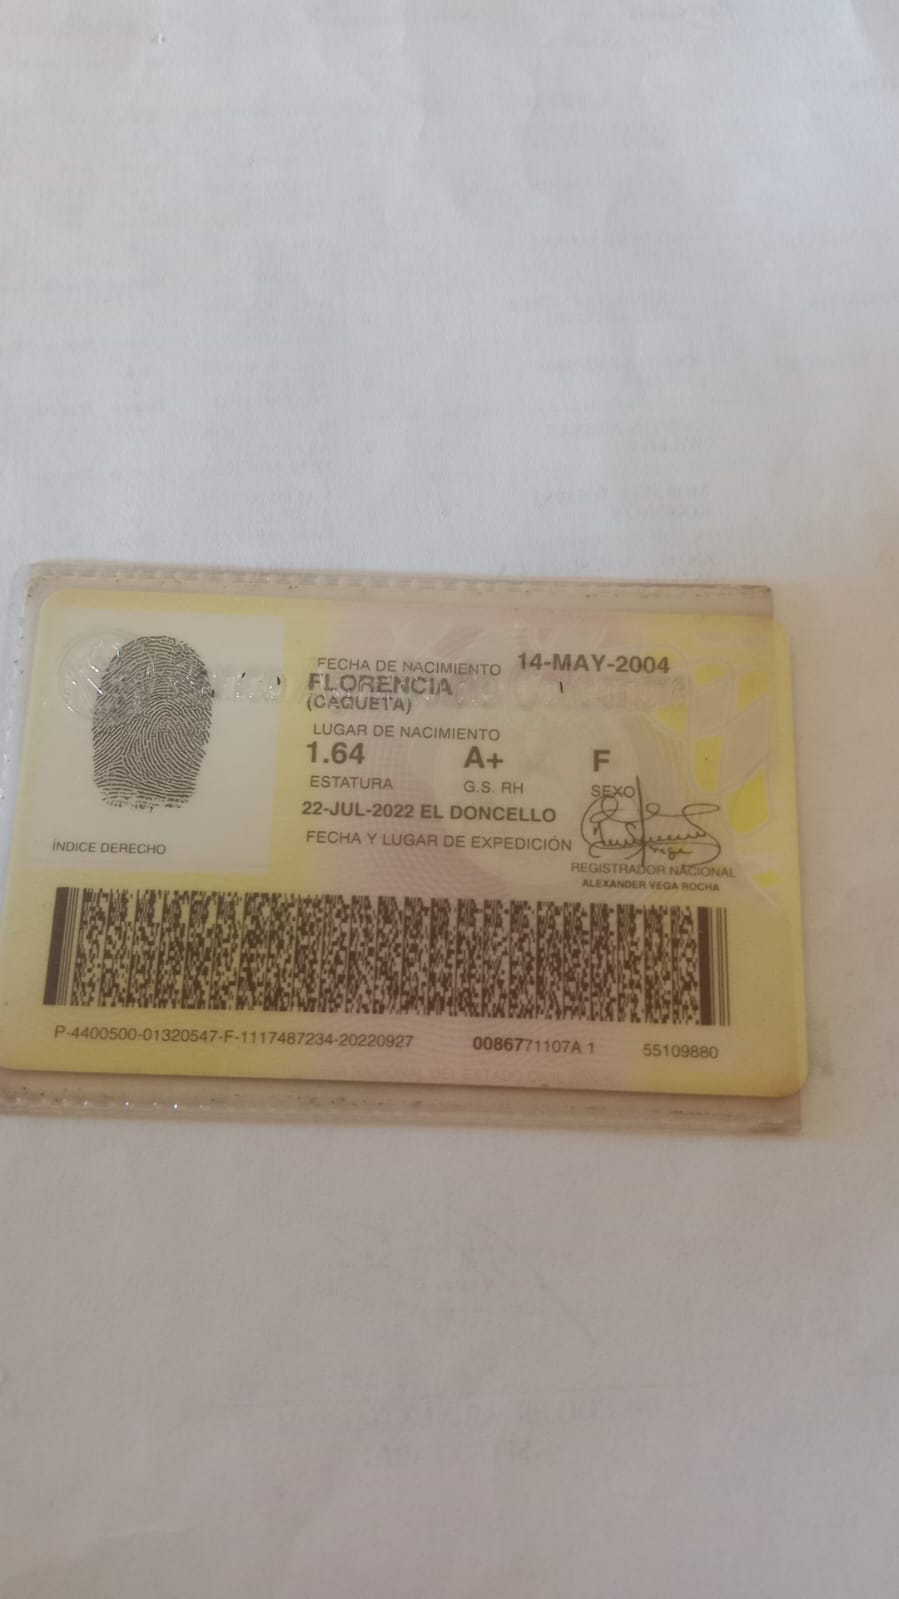 FECHA DE NACIMIENTO 14-MAY-2004
FLORENCIA
(CAQUETA)
LUGAR DE NACIMIENTO
1.64 A+ F
ESTATURA G.S. RH SEXO
22-JUL-2022 EL DONCELLO
FECHA Y LUGAR DE EXPEDICIÓN
ÍNDICE DERECHO
REGISTRADOR NACIONAL
ALEXANDER VEGA ROCHA
P-4400500-01320547-F-1117487234-20220927 0086771107A 1 55109880